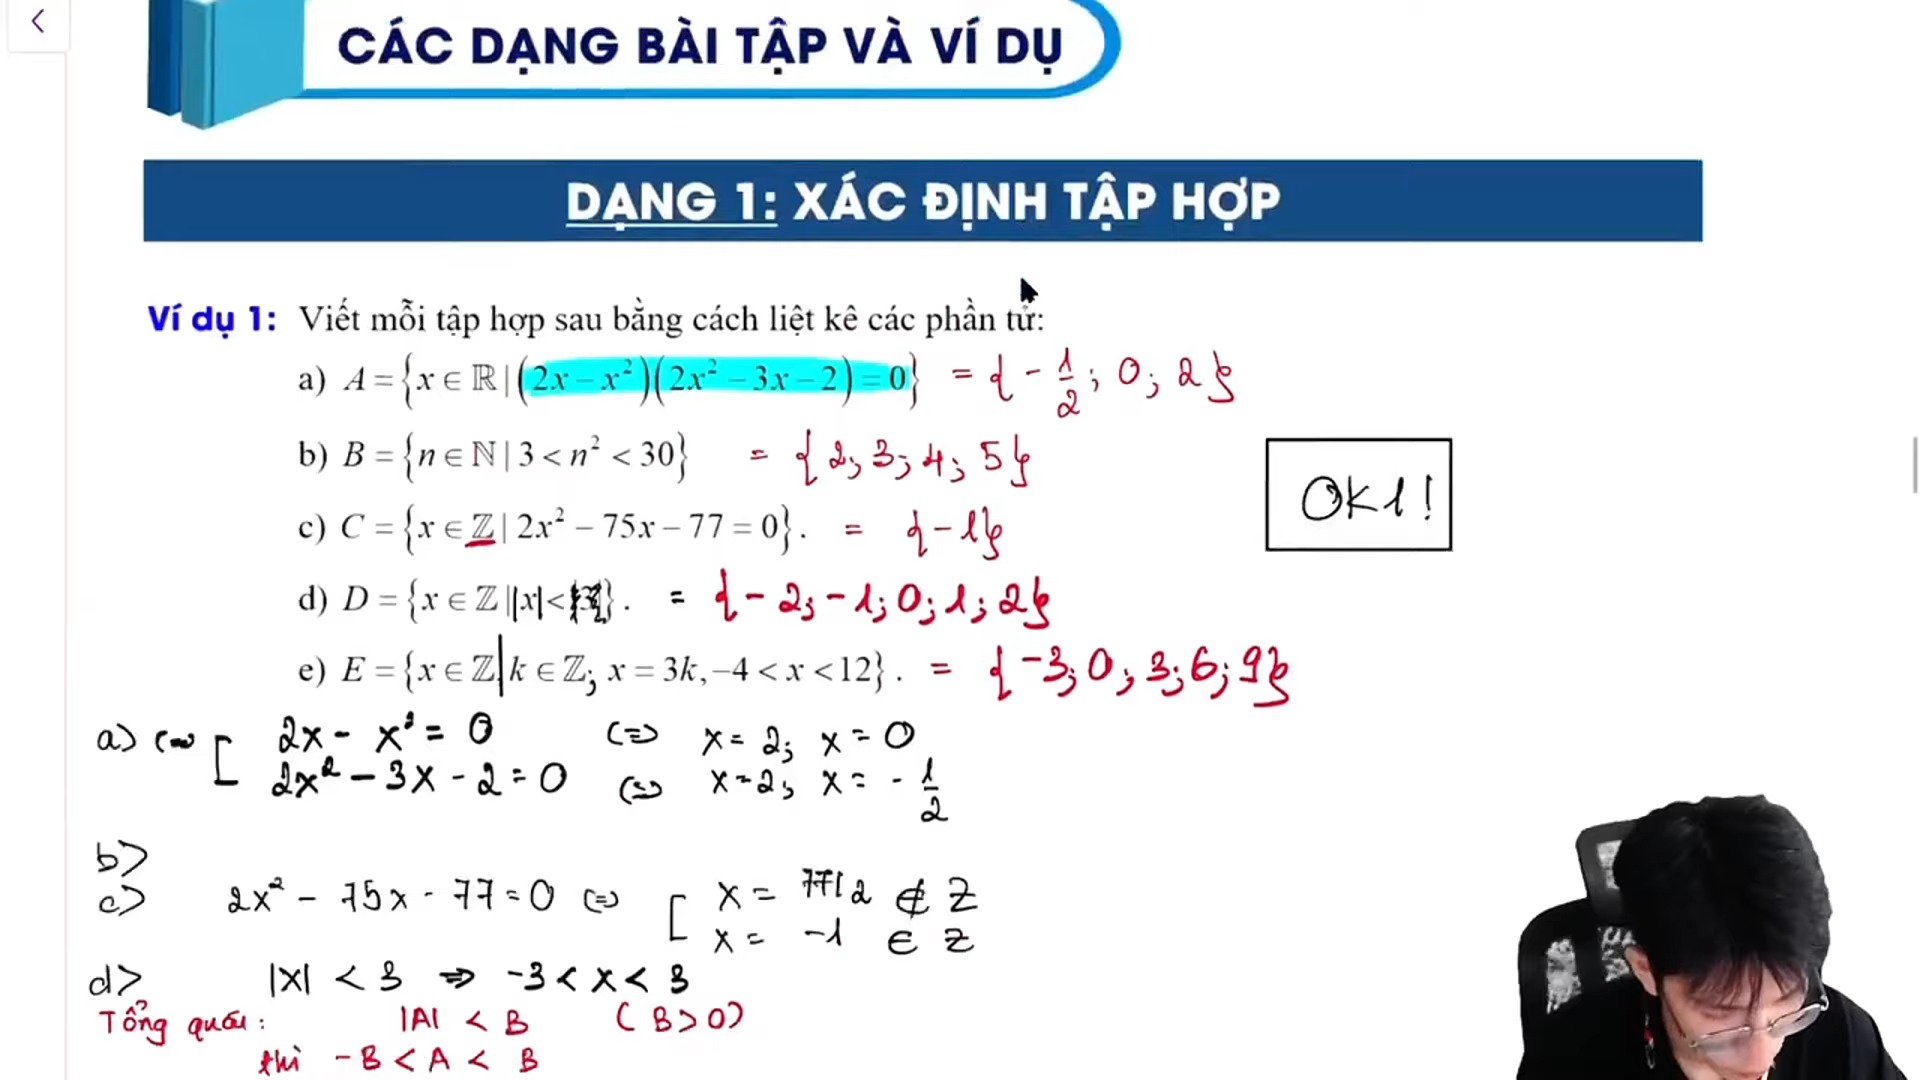 CÁC DẠNG BÀI TẬP VÀ VÍ DỤ
DẠNG 1: XÁC ĐỊNH TẬP HỢP
Ví dụ 1: Viết mỗi tập hợp sau bằng cách liệt kê các phần tử:
a) A = {x ∈ ℝ | (2x − x²)(2x² − 3x − 2) = 0} = {-1/2; 0; 2}
b) B = {n ∈ ℕ | 3 < n² < 30} = {2; 3; 4; 5}
c) C = {x ∈ ℤ | 2x² − 75x − 77 = 0}. = {-1}
OK1!
d) D = {x ∈ ℤ | |x| < 3}. = {-2; -1; 0; 1; 2}
e) E = {x ∈ ℤ | k ∈ ℤ; x = 3k, −4 < x < 12}. = {-3; 0; 3; 6; 9}
a) ⇔ [ 2x - x² = 0 ⇔ x = 2; x = 0
2x² - 3x - 2 = 0 ⇔ x = 2; x = -1/2
b)
c) 2x² - 75x - 77 = 0 ⇔ [ x = 77/2 ∉ Z
x = -1 ∈ Z
d) |x| < 3 ⇒ -3 < x < 3
Tổng quát: |A| < B (B > 0)
thì -B < A < B